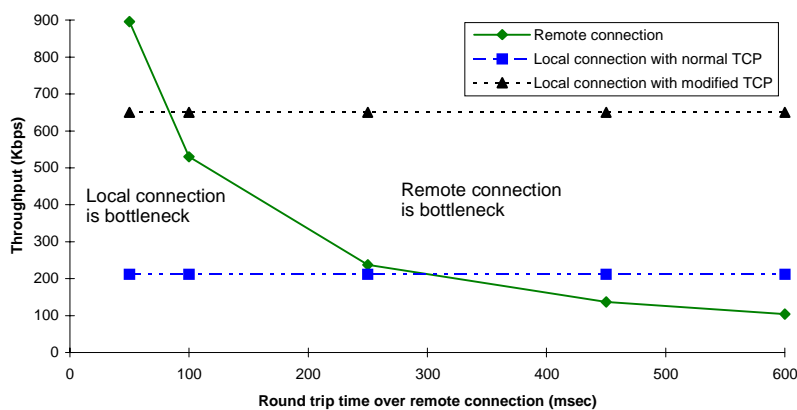 900
800
700
600
500
400
300
200
100
0
Throughput (Kbps)
Remote connection
Local connection with normal TCP
Local connection with modified TCP
Local connection
is bottleneck
Remote connection
is bottleneck
0 100 200 300 400 500 600
Round trip time over remote connection (msec)